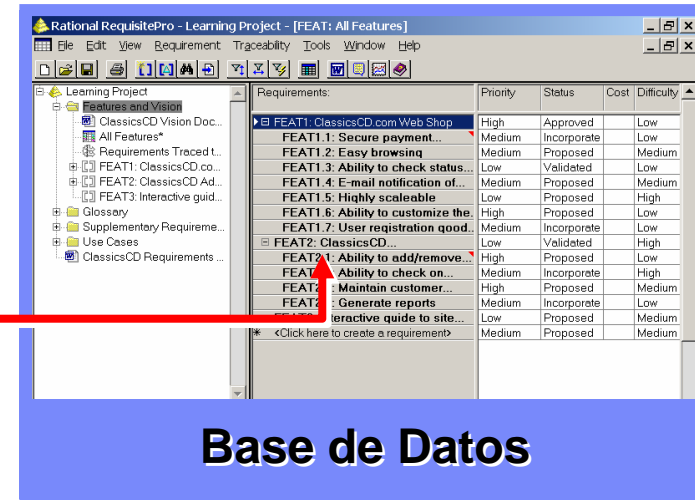 Rational RequisitePro - Learning Project - [FEAT: All Features]
File Edit View Requirement Traceability Tools Window Help
Learning Project
Features and Vision
ClassicsCD Vision Doc...
All Features*
Requirements Traced t...
FEAT1: ClassicsCD.co...
FEAT2: ClassicsCD Ad...
FEAT3: Interactive guid...
Glossary
Supplementary Requireme...
Use Cases
ClassicsCD Requirements ...
Requirements: Priority Status Cost Difficulty
FEAT1: ClassicsCD.com Web Shop High Approved Low
FEAT1.1: Secure payment... Medium Incorporate Low
FEAT1.2: Easy browsing Medium Proposed Medium
FEAT1.3: Ability to check status... Low Validated Low
FEAT1.4: E-mail notification of... Medium Proposed Medium
FEAT1.5: Highly scaleable Low Proposed High
FEAT1.6: Ability to customize the. High Proposed Low
FEAT1.7: User registration good.. Medium Incorporate Low
FEAT2: ClassicsCD... Low Validated High
FEAT2.1: Ability to add/remove... High Proposed Low
Ability to check on... Medium Incorporate High
Maintain customer... High Proposed Medium
Generate reports Medium Incorporate Low
teractive guide to site... Low Proposed Medium
* <Click here to create a requirement> Medium Proposed Medium
Base de Datos